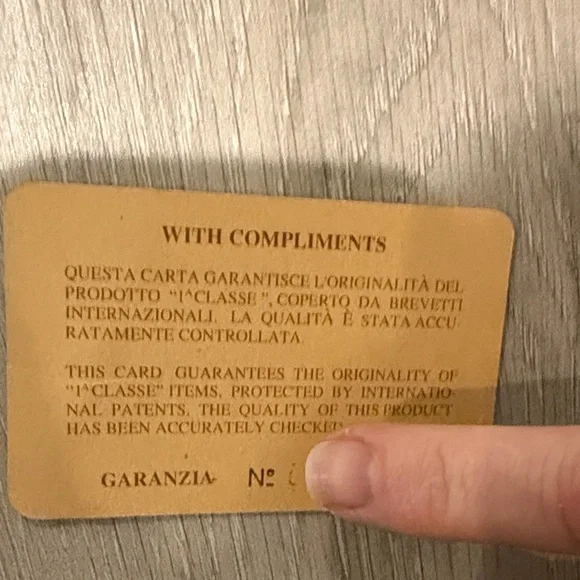 WITH COMPLIMENTS
QUESTA CARTA GARANTISCE L'ORIGINALITÀ DEL
PRODOTTO "1^CLASSE", COPERTO DA BREVETTI
INTERNAZIONALI. LA QUALITÀ È STATA ACCU-
RATAMENTE CONTROLLATA.
THIS CARD GUARANTEES THE ORIGINALITY OF
"1^CLASSE" ITEMS, PROTECTED BY INTERNATIO-
NAL PATENTS. THE QUALITY OF THIS PRODUCT
HAS BEEN ACCURATELY CHECKED
GARANZIA Nº